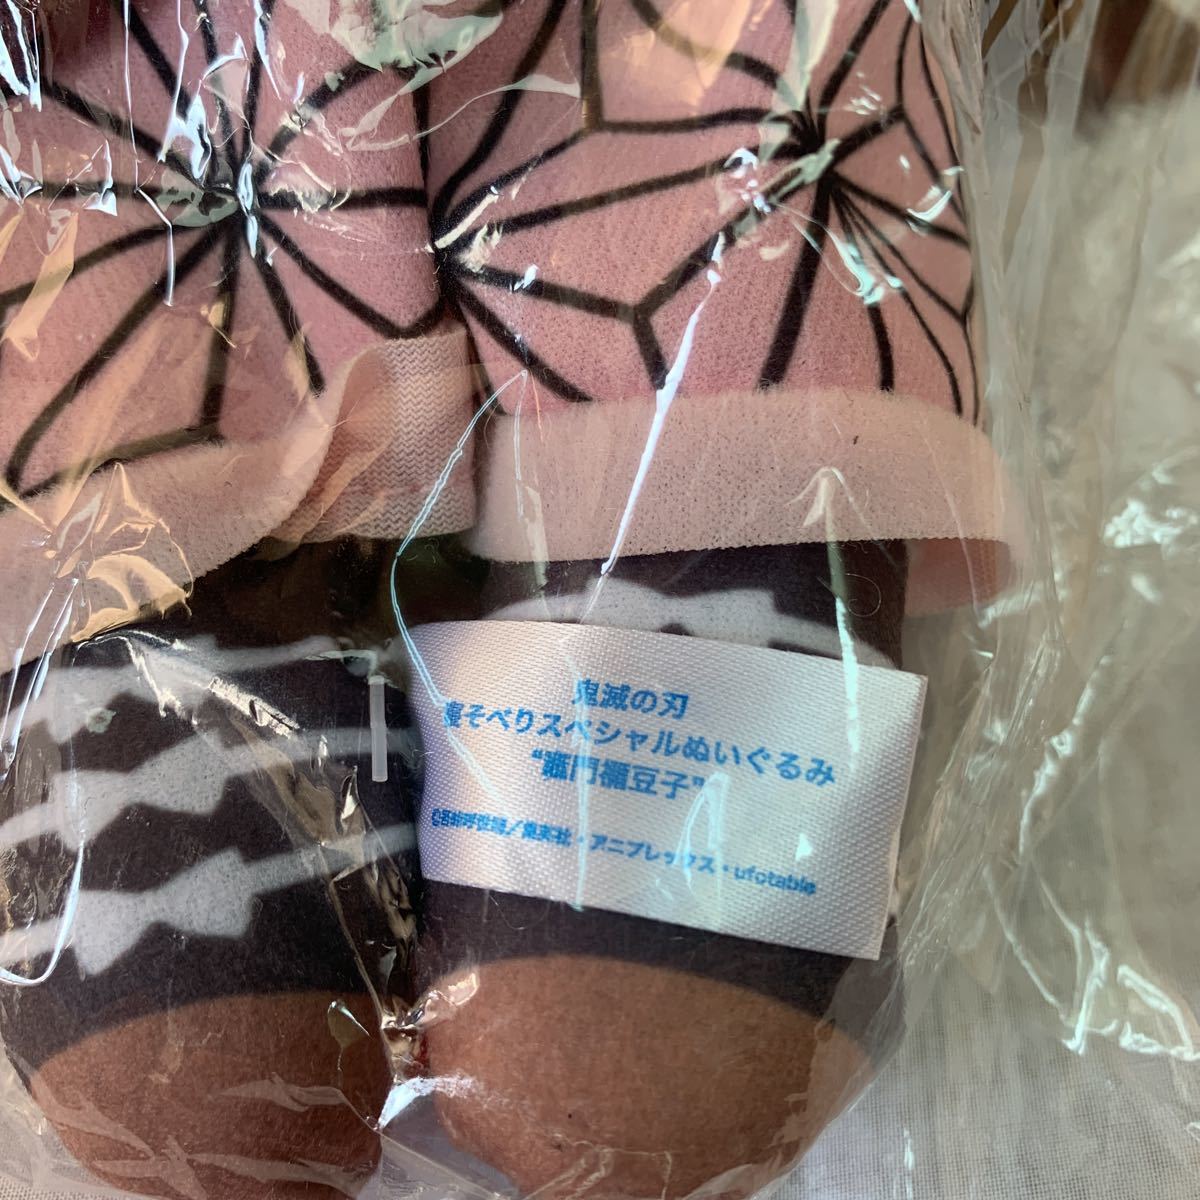 鬼滅の刃
寝そべりスペシャルぬいぐるみ
“竈門禰豆子”
©吾峠呼世晴／集英社・アニプレックス・ufotable